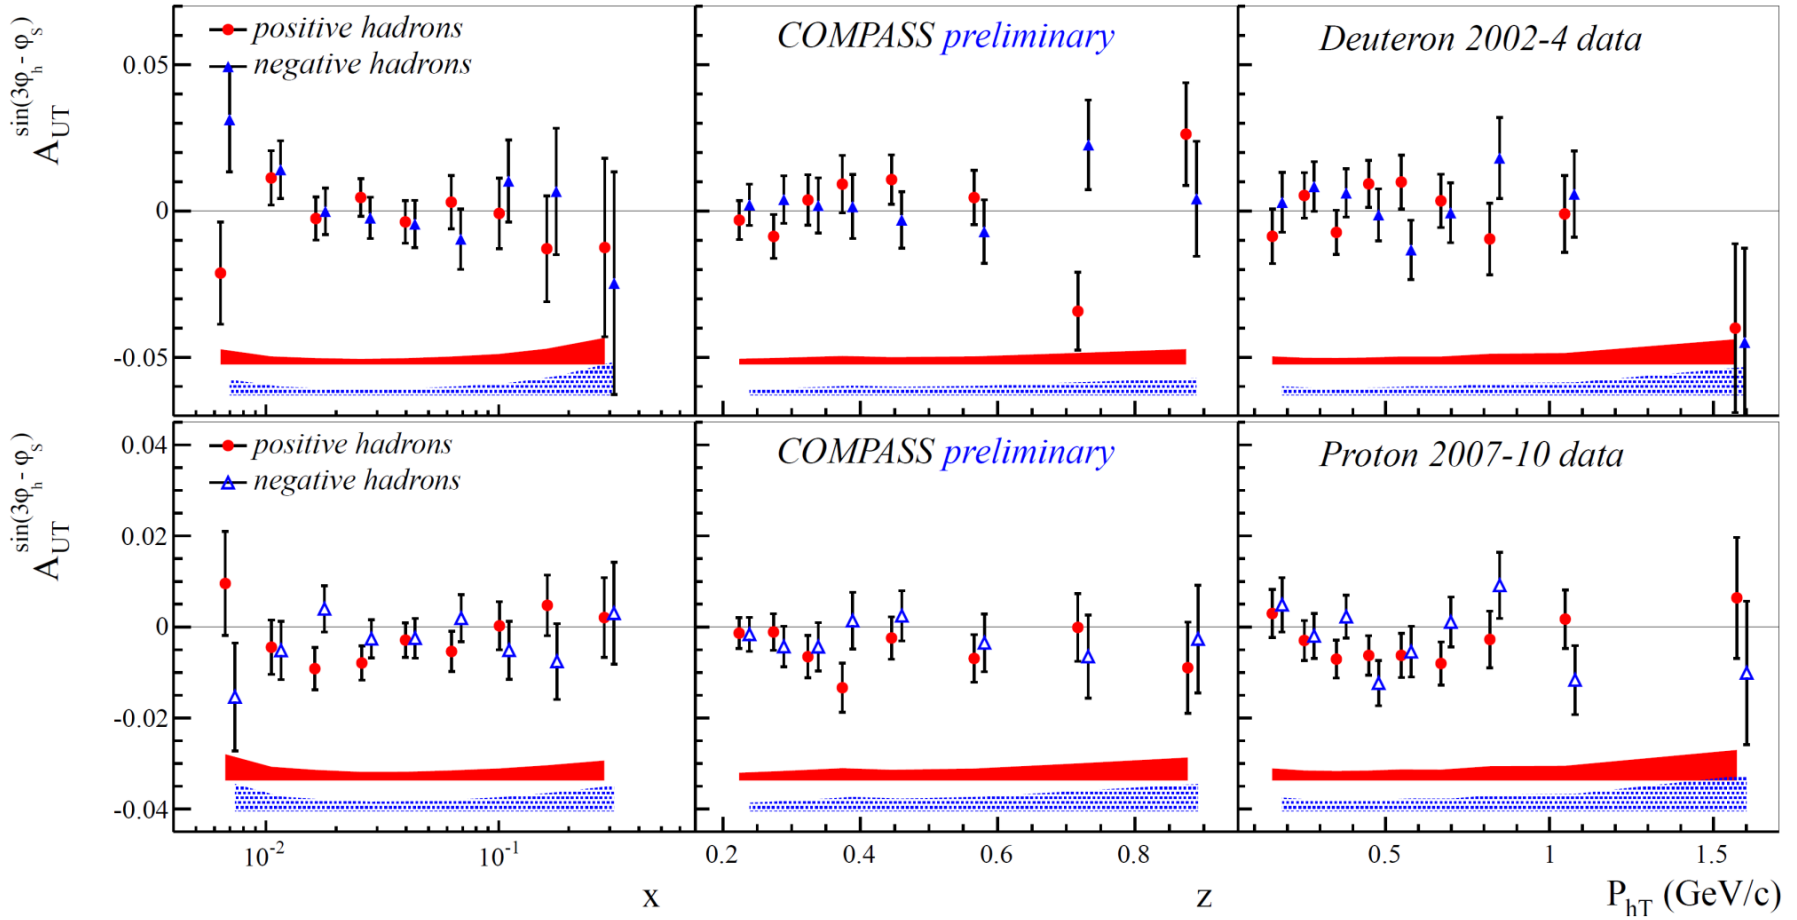 A_UT^sin(3φ_h - φ_S)
positive hadrons
negative hadrons
COMPASS preliminary
Deuteron 2002-4 data
0.05
0
-0.05
A_UT^sin(3φ_h - φ_S)
positive hadrons
negative hadrons
COMPASS preliminary
Proton 2007-10 data
0.04
0.02
0
-0.02
-0.04
10^-2 10^-1 0.2 0.4 0.6 0.8 0.5 1 1.5
x z P_hT (GeV/c)